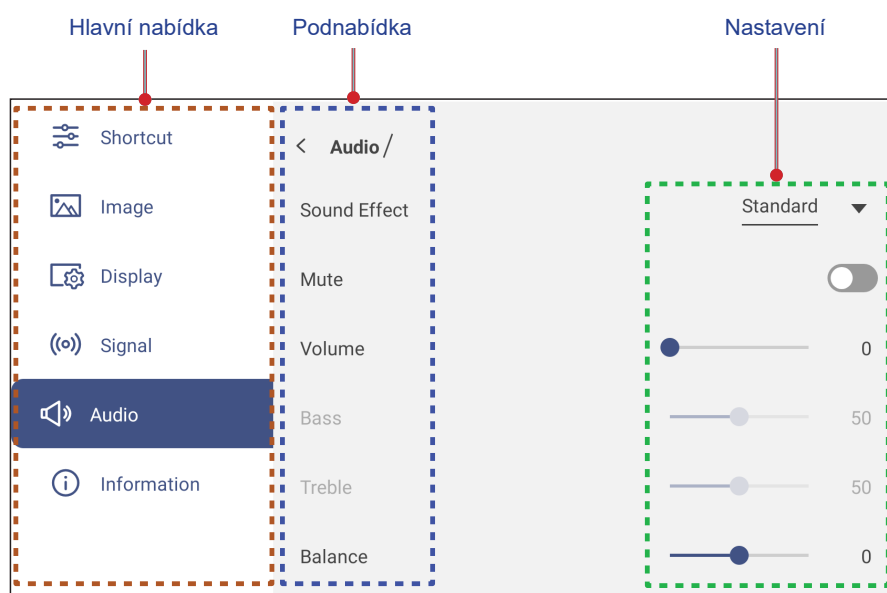 Hlavní nabídka
Podnabídka
Nastavení
Shortcut
Image
Display
Signal
Audio
Information
Audio /
Sound Effect
Standard
Mute
Volume
0
Bass
50
Treble
50
Balance
0